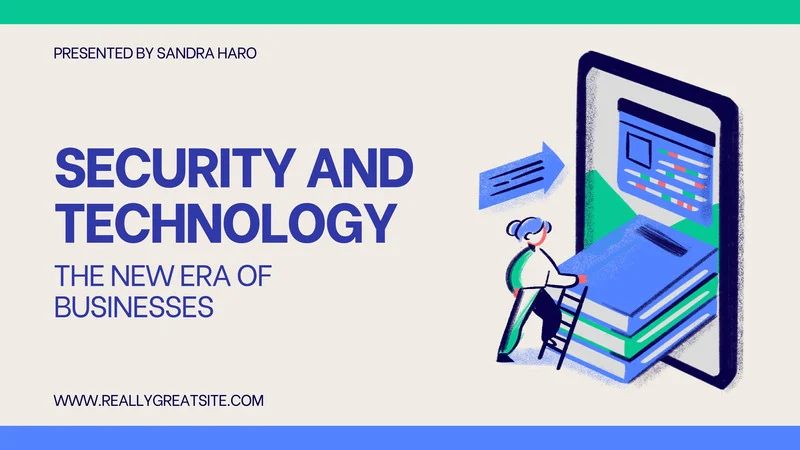 PRESENTED BY SANDRA HARO
SECURITY AND
TECHNOLOGY
THE NEW ERA OF
BUSINESSES
WWW.REALLYGREATSITE.COM